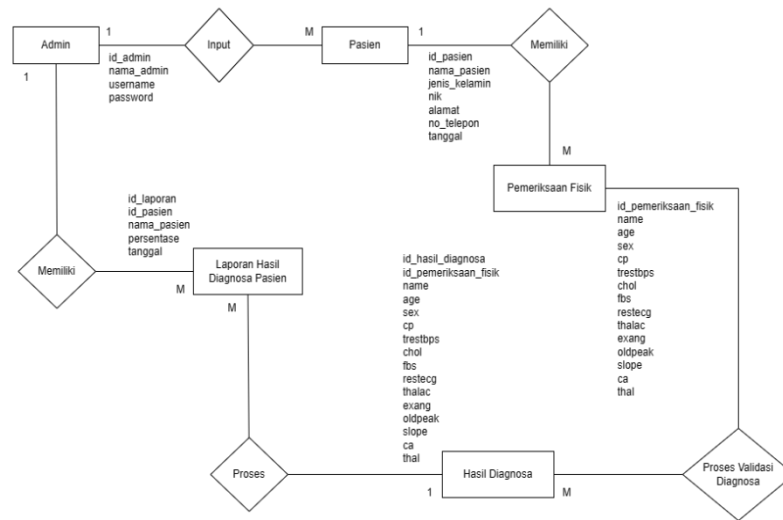 Admin
1
Input
M
Pasien
1
Memiliki
id_admin
nama_admin
username
password
id_pasien
nama_pasien
jenis_kelamin
nik
alamat
no_telepon
tanggal
1
M
Pemeriksaan Fisik
id_pemeriksaan_fisik
name
age
sex
cp
trestbps
chol
fbs
restecg
thalac
exang
oldpeak
slope
ca
thal
id_laporan
id_pasien
nama_pasien
persentase
tanggal
Memiliki
M
Laporan Hasil
Diagnosa Pasien
M
id_hasil_diagnosa
id_pemeriksaan_fisik
name
age
sex
cp
trestbps
chol
fbs
restecg
thalac
exang
oldpeak
slope
ca
thal
Proses
1
Hasil Diagnosa
M
Proses Validasi
Diagnosa